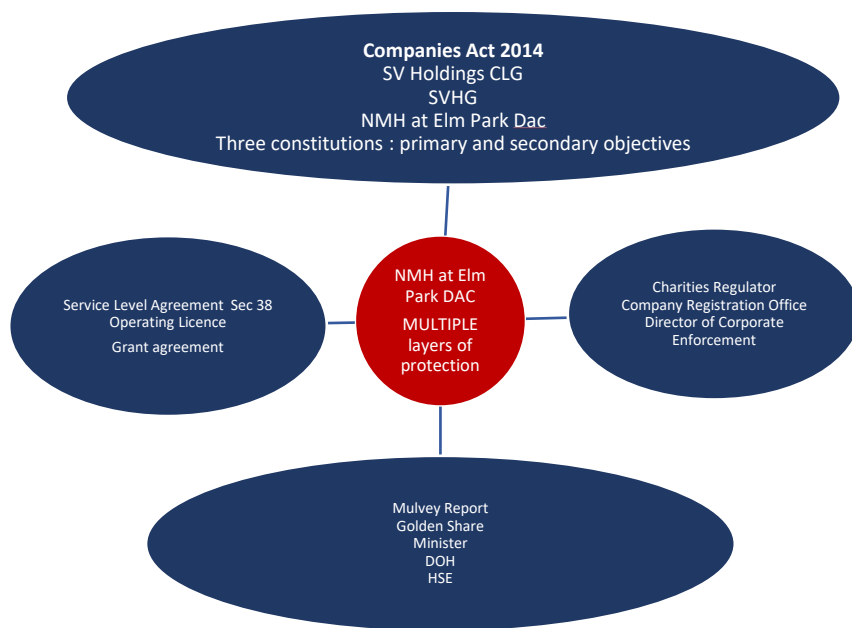 Companies Act 2014
SV Holdings CLG
SVHG
NMH at Elm Park Dac
Three constitutions : primary and secondary objectives
Service Level Agreement Sec 38
Operating Licence
Grant agreement
NMH at Elm
Park DAC
MULTIPLE
layers of
protection
Charities Regulator
Company Registration Office
Director of Corporate
Enforcement
Mulvey Report
Golden Share
Minister
DOH
HSE